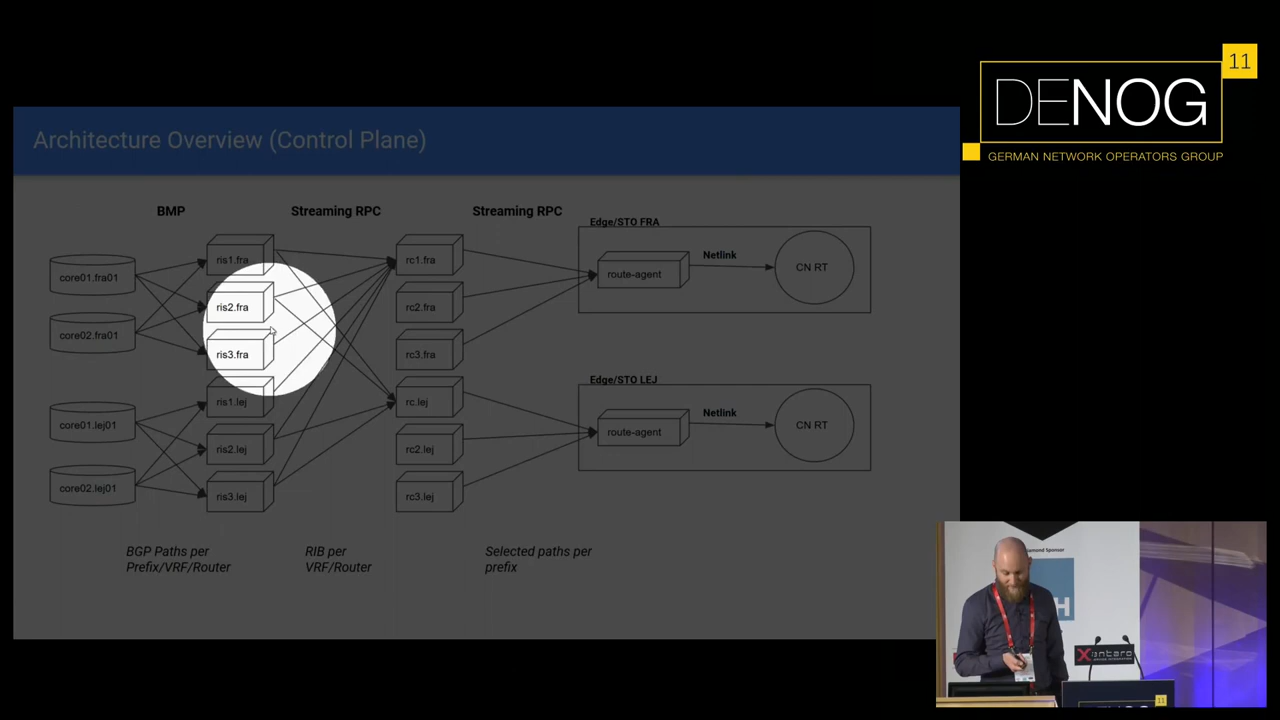 11
DENOG
GERMAN NETWORK OPERATORS GROUP
Architecture Overview (Control Plane)
BMP
Streaming RPC
Streaming RPC
Edge/STO FRA
core01.fra01
core02.fra01
core01.lej01
core02.lej01
ris1.fra
ris2.fra
ris3.fra
ris1.lej
ris2.lej
ris3.lej
rc1.fra
rc2.fra
rc3.fra
rc.lej
rc2.lej
rc3.lej
route-agent
Netlink
CN RT
Edge/STO LEJ
route-agent
Netlink
CN RT
BGP Paths per
Prefix/VRF/Router
RIB per
VRF/Router
Selected paths per
prefix
Diamond Sponsor
H
Xantaro
11